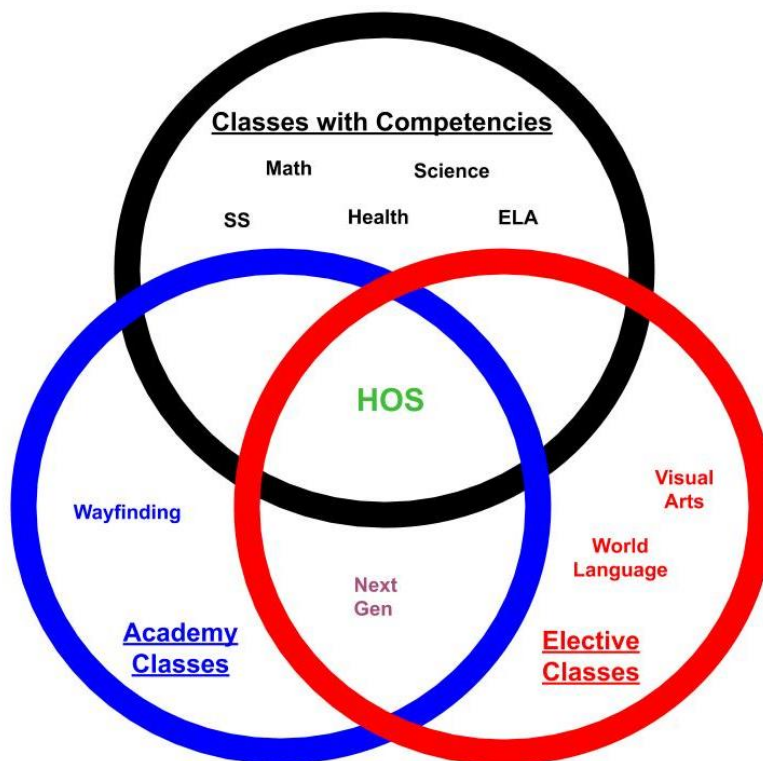 Classes with Competencies
Math
Science
SS
Health
ELA
HOS
Wayfinding
Visual
Arts
World
Language
Next
Gen
Academy
Classes
Elective
Classes